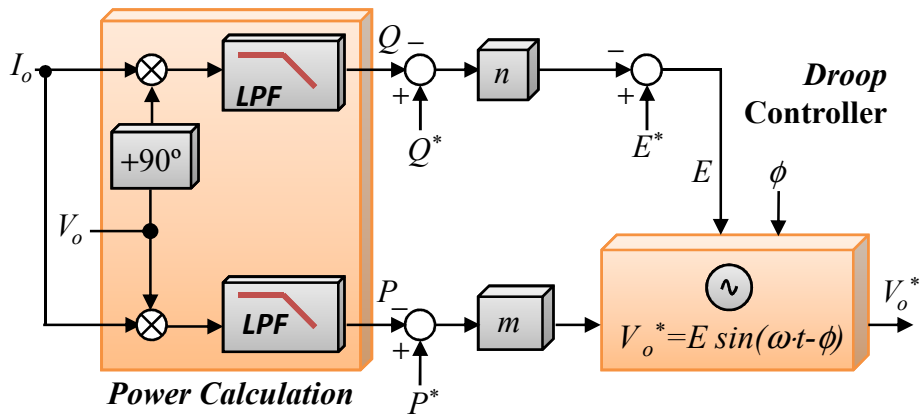 I_o
V_o
+90º
LPF
LPF
Power Calculation
Q
−
+
Q*
n
−
+
E*
E
ϕ
Droop
Controller
P
−
+
P*
m
V_o*=E sin(ω·t-ϕ)
V_o*